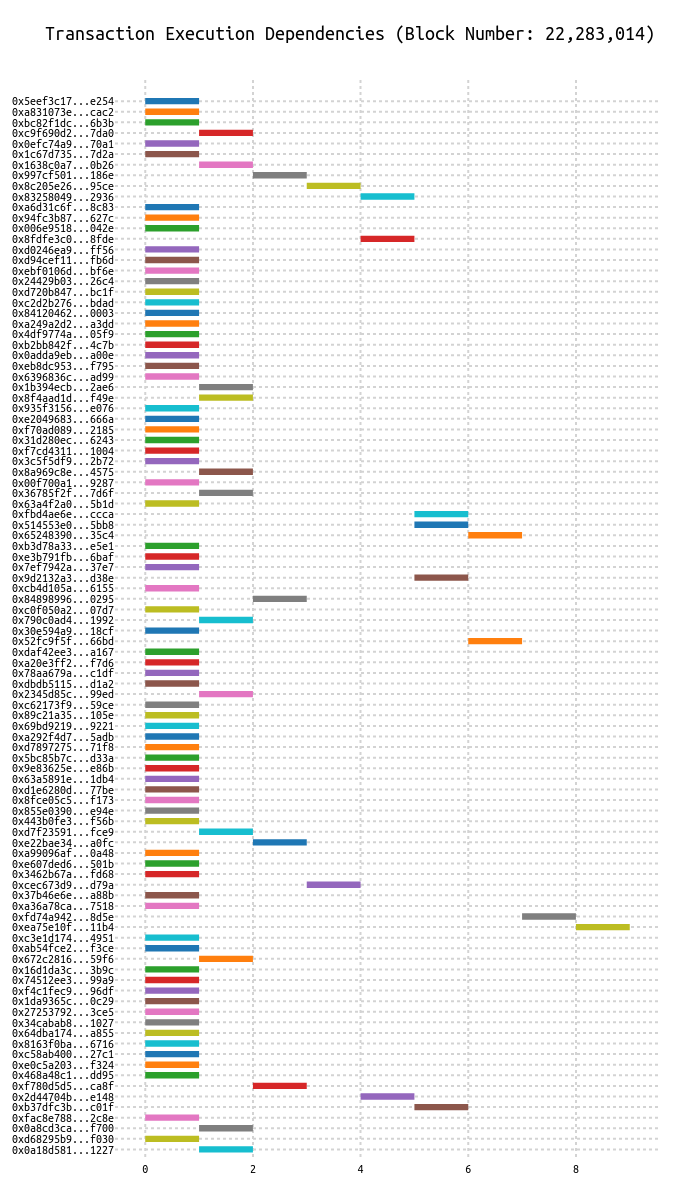 Transaction Execution Dependencies (Block Number: 22,283,014)
0x5eef3c17...e254
0xa831073e...cac2
0xbc82f1dc...6b3b
0xc9f690d2...7da0
0x0efc74a9...70a1
0x1c67d735...7d2a
0x1638c0a7...0b26
0x997cf501...186e
0x8c205e26...95ce
0x83258049...2936
0xa6d31c6f...8c83
0x94fc3b87...627c
0x006e9518...042e
0x8fdfe3c0...8fde
0xd0246ea9...ff56
0xd94cef11...fb6d
0xebf0106d...bf6e
0x24429b03...26c4
0xd720b847...bc1f
0xc2d2b276...bdad
0x84120462...0003
0xa249a2d2...a3dd
0x4df9774a...05f9
0xb2bb842f...4c7b
0x0adda9eb...a00e
0xeb8dc953...f795
0x6396836c...ad99
0x1b394ecb...2ae6
0x8f4aad1d...f49e
0x935f3156...e076
0xe2049683...666a
0xf70ad089...2185
0x31d280ec...6243
0xf7cd4311...1004
0x3c5f5df9...2b72
0x8a969c8e...4575
0x00f700a1...9287
0x36785f2f...7d6f
0x63a4f2a0...5b1d
0xfbd4ae6e...ccca
0x514553e0...5bb8
0x65248390...35c4
0xb3d78a33...e5e1
0xe3b791fb...6baf
0x7ef7942a...37e7
0x9d2132a3...d38e
0xcb4d105a...6155
0x84898996...0295
0xc0f050a2...07d7
0x790c0ad4...1992
0x30e594a9...18cf
0x52fc9f5f...66bd
0xdaf42ee3...a167
0xa20e3ff2...f7d6
0x78aa679a...c1df
0xdbdb5115...d1a2
0x2345d85c...99ed
0xc62173f9...59ce
0x89c21a35...105e
0x69bd9219...9221
0xa292f4d7...5adb
0xd7897275...71f8
0x5bc85b7c...d33a
0x9e83625e...e86b
0x63a5891e...1db4
0xd1e6280d...77be
0x8fce05c5...f173
0x855e0390...e94e
0x443b0fe3...f56b
0xd7f23591...fce9
0xe22bae34...a0fc
0xa99096af...0a48
0xe607ded6...501b
0x3462b67a...fd68
0xcec673d9...d79a
0x37b46e6e...a88b
0xa36a78ca...7518
0xfd74a942...8d5e
0xea75e10f...11b4
0xc3e1d174...4951
0xab54fce2...f3ce
0x672c2816...59f6
0x16d1da3c...3b9c
0x74512ee3...99a9
0xf4c1fec9...96df
0x1da9365c...0c29
0x27253792...3ce5
0x34cabab8...1027
0x64dba174...a855
0x8163f0ba...6716
0xc58ab400...27c1
0xe0c5a203...f324
0x468a48c1...dd95
0xf780d5d5...ca8f
0x2d44704b...e148
0xb37dfc3b...c01f
0xfac8e788...2c8e
0x0a8cd3ca...f700
0xd68295b9...f030
0x0a18d581...1227
0 2 4 6 8